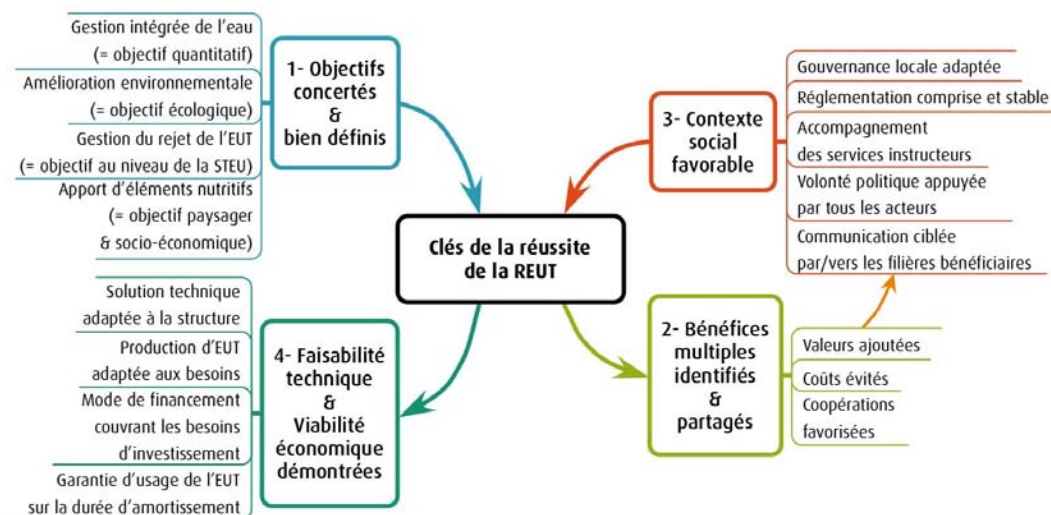 Gestion intégrée de l'eau
(= objectif quantitatif)
Amélioration environnementale
(= objectif écologique)
Gestion du rejet de l'EUT
(= objectif au niveau de la STEU)
Apport d'éléments nutritifs
(= objectif paysager
& socio-économique)
1- Objectifs
concertés
&
bien définis
Clés de la réussite
de la REUT
3- Contexte
social
favorable
Gouvernance locale adaptée
Réglementation comprise et stable
Accompagnement
des services instructeurs
Volonté politique appuyée
par tous les acteurs
Communication ciblée
par/vers les filières bénéficiaires
Solution technique
adaptée à la structure
Production d'EUT
adaptée aux besoins
Mode de financement
couvrant les besoins
d'investissement
Garantie d'usage de l'EUT
sur la durée d'amortissement
4- Faisabilité
technique
&
Viabilité
économique
démontrées
2- Bénéfices
multiples
identifiés
&
partagés
Valeurs ajoutées
Coûts évités
Coopérations
favorisées